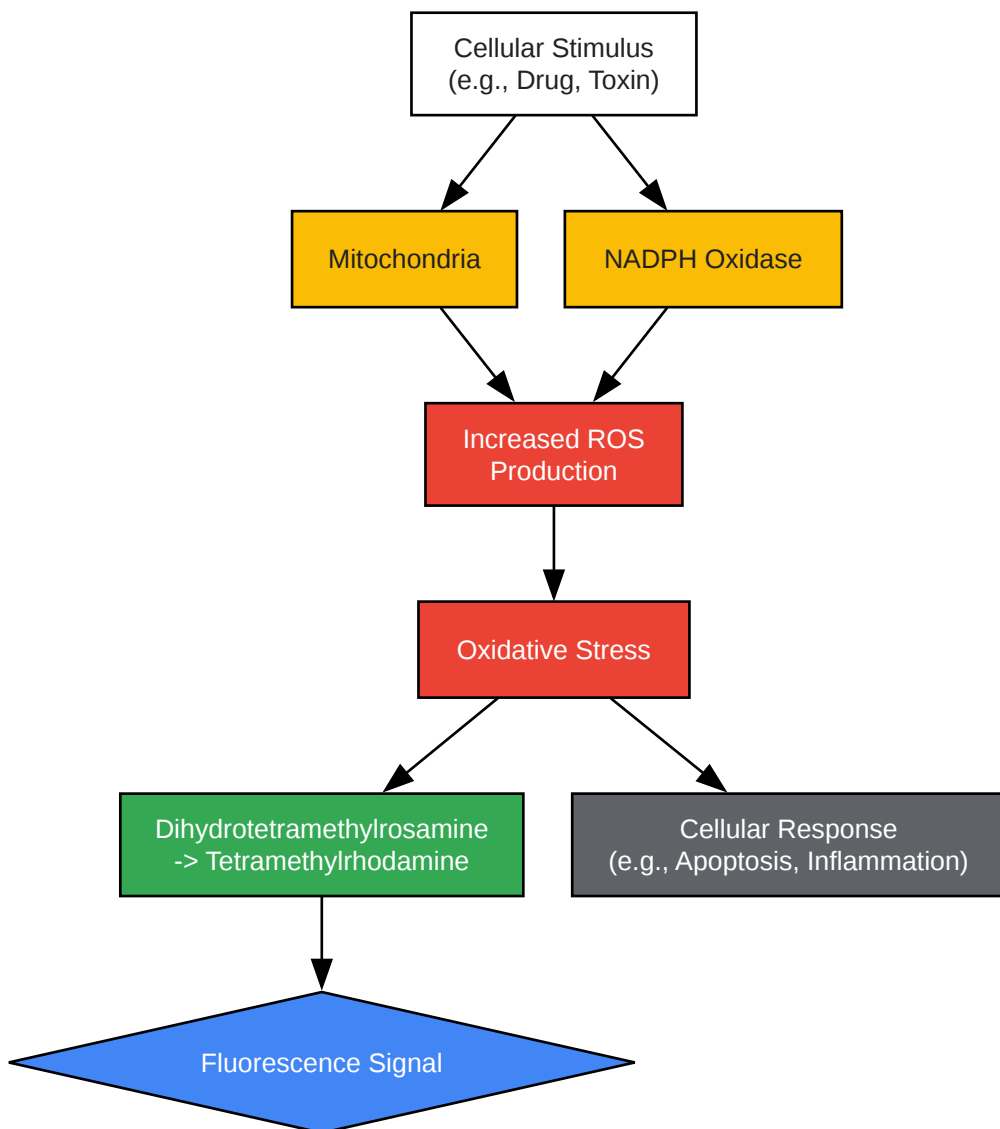 Cellular Stimulus
(e.g., Drug, Toxin)
Mitochondria
NADPH Oxidase
Increased ROS
Production
Oxidative Stress
Dihydrotetramethylrosamine
-> Tetramethylrhodamine
Cellular Response
(e.g., Apoptosis, Inflammation)
Fluorescence Signal